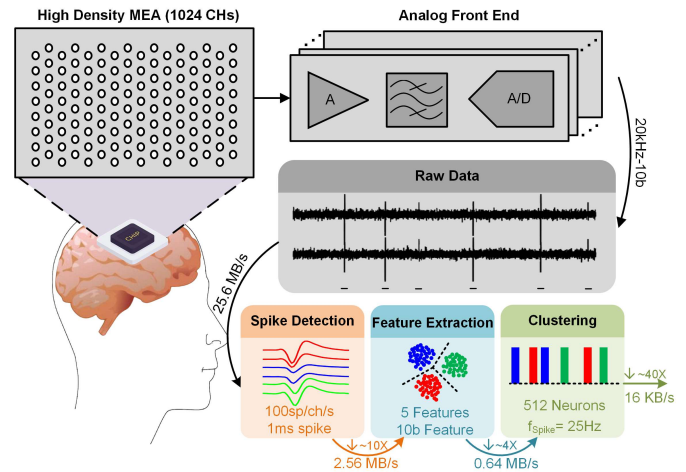 High Density MEA (1024 CHs)
Analog Front End
A
A/D
20kHz-10b
Raw Data
CHIP
25.6 MB/s
Spike Detection
100sp/ch/s
1ms spike
Feature Extraction
5 Features
10b Feature
Clustering
512 Neurons
fSpike= 25Hz
↓ ~10X
2.56 MB/s
↓ ~4X
0.64 MB/s
↓ ~40X
16 KB/s